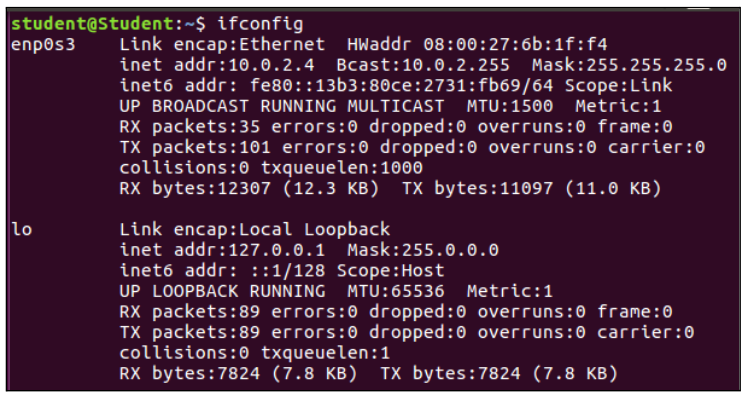 student@Student:~$ ifconfig
enp0s3    Link encap:Ethernet  HWaddr 08:00:27:6b:1f:f4
          inet addr:10.0.2.4  Bcast:10.0.2.255  Mask:255.255.255.0
          inet6 addr: fe80::13b3:80ce:2731:fb69/64 Scope:Link
          UP BROADCAST RUNNING MULTICAST  MTU:1500  Metric:1
          RX packets:35 errors:0 dropped:0 overruns:0 frame:0
          TX packets:101 errors:0 dropped:0 overruns:0 carrier:0
          collisions:0 txqueuelen:1000
          RX bytes:12307 (12.3 KB)  TX bytes:11097 (11.0 KB)

lo        Link encap:Local Loopback
          inet addr:127.0.0.1  Mask:255.0.0.0
          inet6 addr: ::1/128 Scope:Host
          UP LOOPBACK RUNNING  MTU:65536  Metric:1
          RX packets:89 errors:0 dropped:0 overruns:0 frame:0
          TX packets:89 errors:0 dropped:0 overruns:0 carrier:0
          collisions:0 txqueuelen:1
          RX bytes:7824 (7.8 KB)  TX bytes:7824 (7.8 KB)